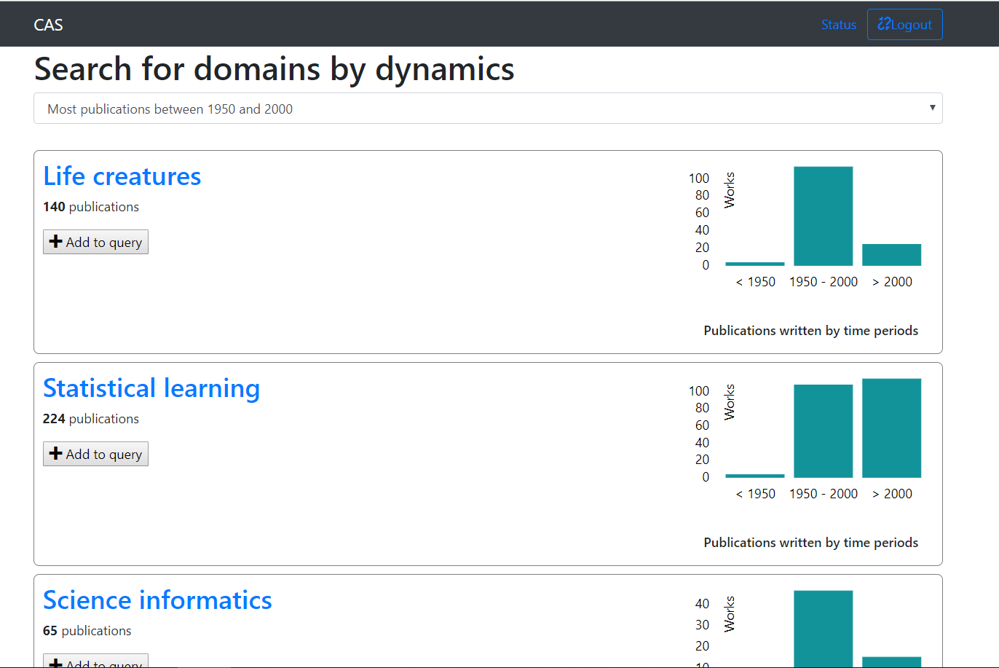 CAS
Status
Logout
Search for domains by dynamics
Most publications between 1950 and 2000
Life creatures
140 publications
Add to query
100
80
60
40
20
0
Works
< 1950
1950 - 2000
> 2000
Publications written by time periods
Statistical learning
224 publications
Add to query
100
80
60
40
20
0
Works
< 1950
1950 - 2000
> 2000
Publications written by time periods
Science informatics
65 publications
Add to query
40
30
20
10
Works